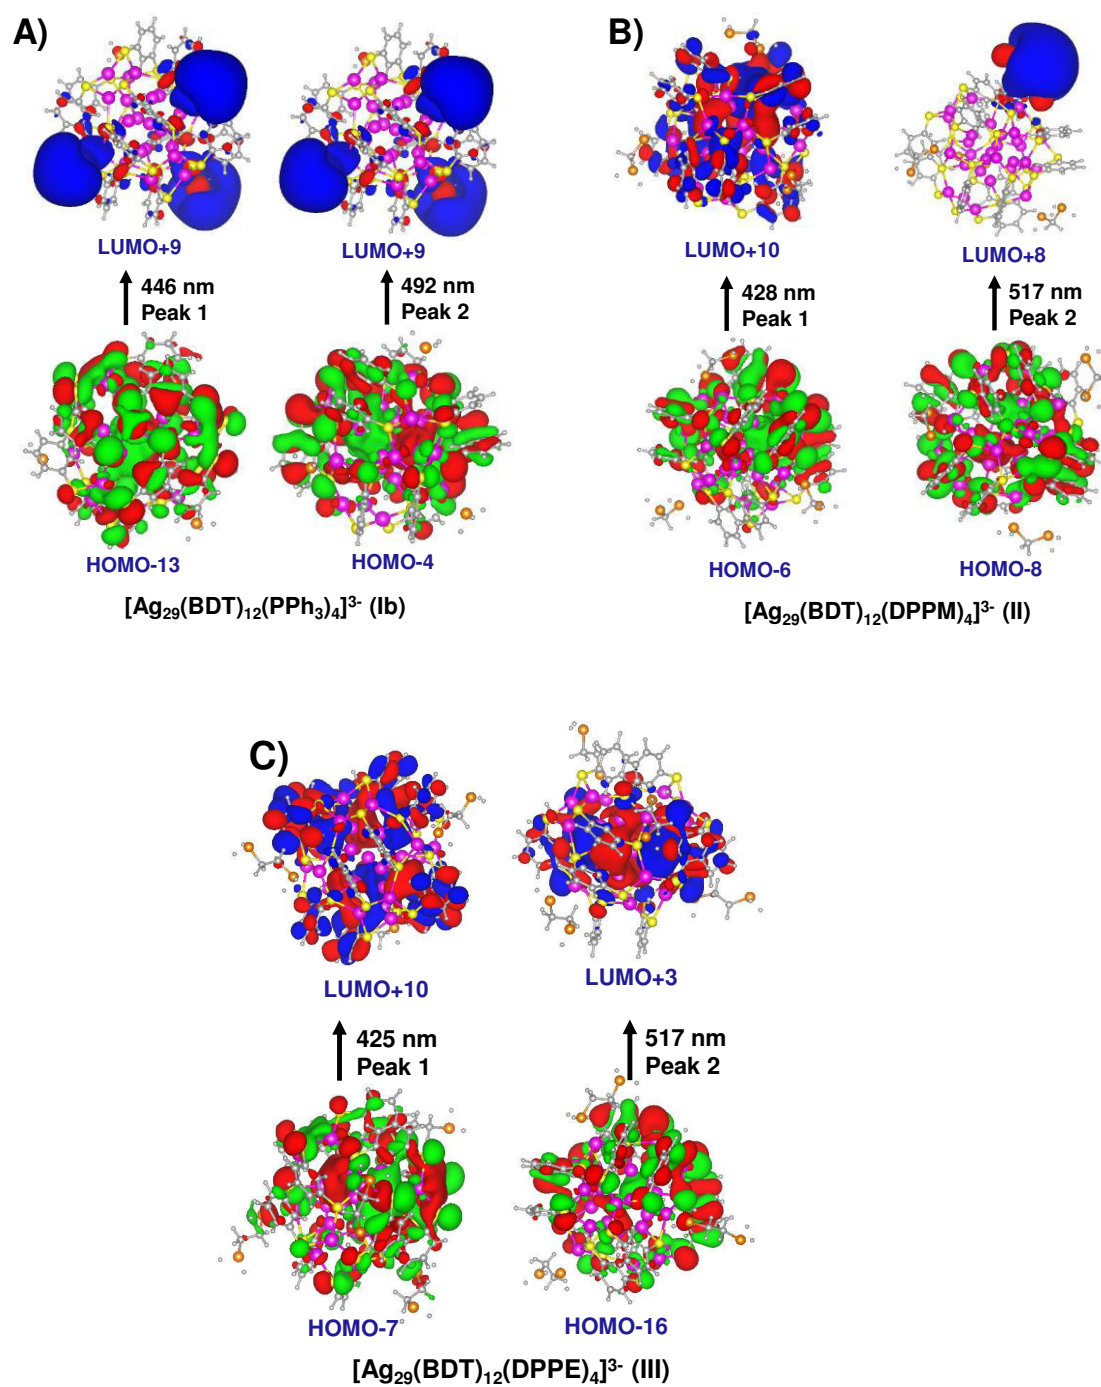 A)
B)
LUMO+9
LUMO+9
LUMO+10
LUMO+8
446 nm
Peak 1
492 nm
Peak 2
428 nm
Peak 1
517 nm
Peak 2
HOMO-13
HOMO-4
HOMO-6
HOMO-8
[Ag₂₉(BDT)₁₂(PPh₃)₄]³⁻ (Ib)
[Ag₂₉(BDT)₁₂(DPPM)₄]³⁻ (II)
C)
LUMO+10
LUMO+3
425 nm
Peak 1
517 nm
Peak 2
HOMO-7
HOMO-16
[Ag₂₉(BDT)₁₂(DPPE)₄]³⁻ (III)